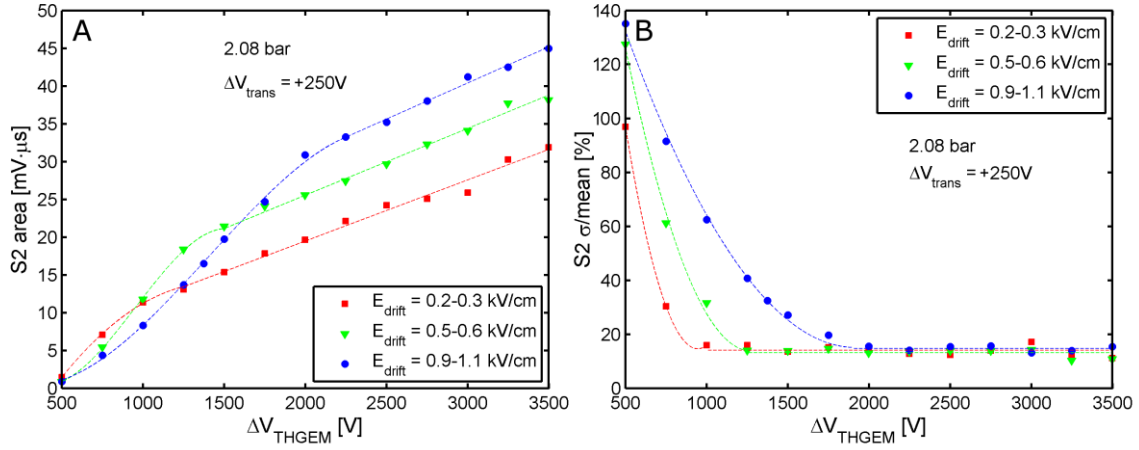 A
2.08 bar
ΔV_trans = +250V
E_drift = 0.2-0.3 kV/cm
E_drift = 0.5-0.6 kV/cm
E_drift = 0.9-1.1 kV/cm
50
45
40
35
30
25
20
15
10
5
0
500 1000 1500 2000 2500 3000 3500
S2 area [mV·μs]
ΔV_THGEM [V]
B
E_drift = 0.2-0.3 kV/cm
E_drift = 0.5-0.6 kV/cm
E_drift = 0.9-1.1 kV/cm
2.08 bar
ΔV_trans = +250V
140
120
100
80
60
40
20
0
500 1000 1500 2000 2500 3000 3500
S2 σ/mean [%]
ΔV_THGEM [V]